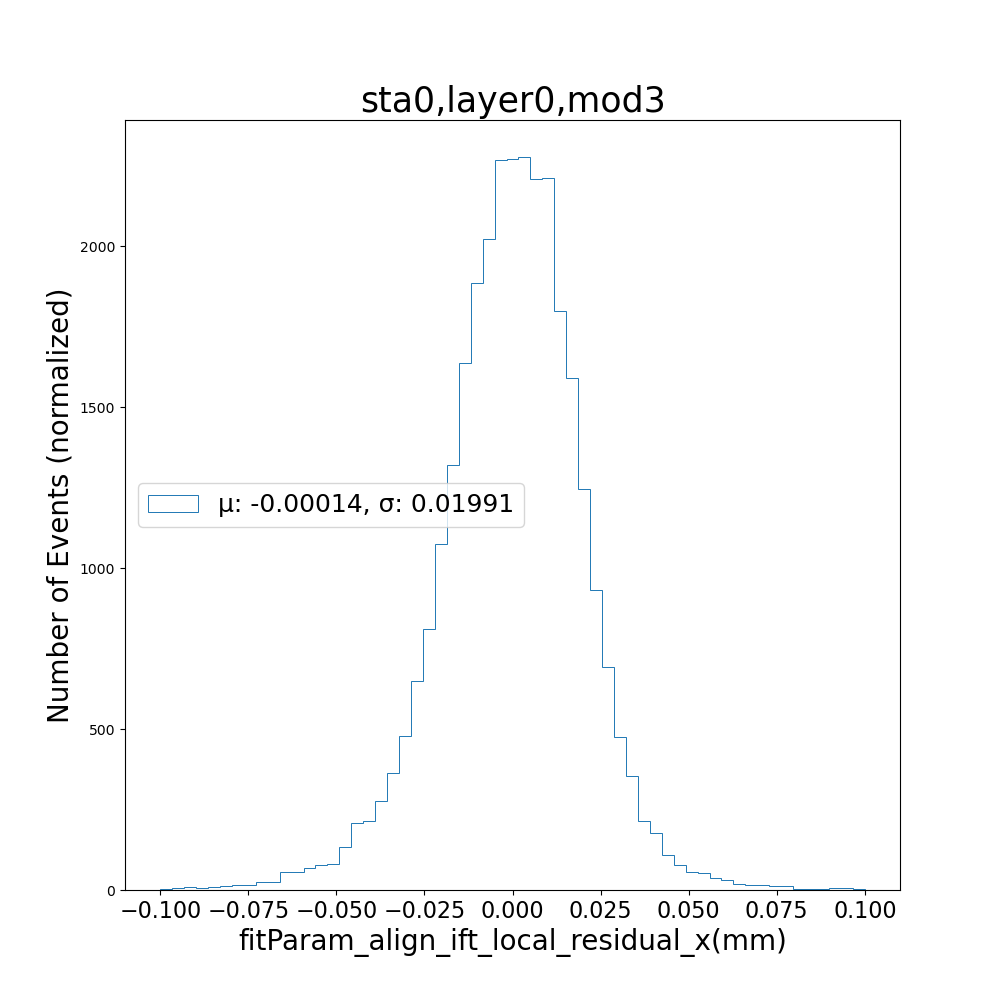 sta0,layer0,mod3
Number of Events (normalized)
2000
1500
1000
500
0
μ: -0.00014, σ: 0.01991
−0.100 −0.075 −0.050 −0.025 0.000 0.025 0.050 0.075 0.100
fitParam_align_ift_local_residual_x(mm)